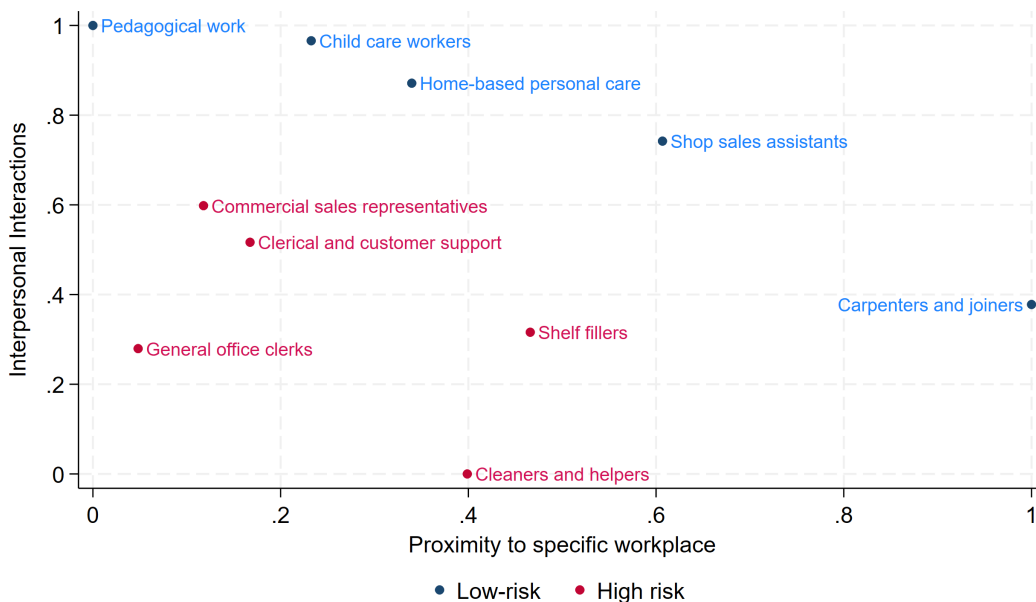 Interpersonal Interactions
1
.8
.6
.4
.2
0
Pedagogical work
Child care workers
Home-based personal care
Shop sales assistants
Commercial sales representatives
Clerical and customer support
Carpenters and joiners
Shelf fillers
General office clerks
Cleaners and helpers
0 .2 .4 .6 .8 1
Proximity to specific workplace
Low-risk High risk